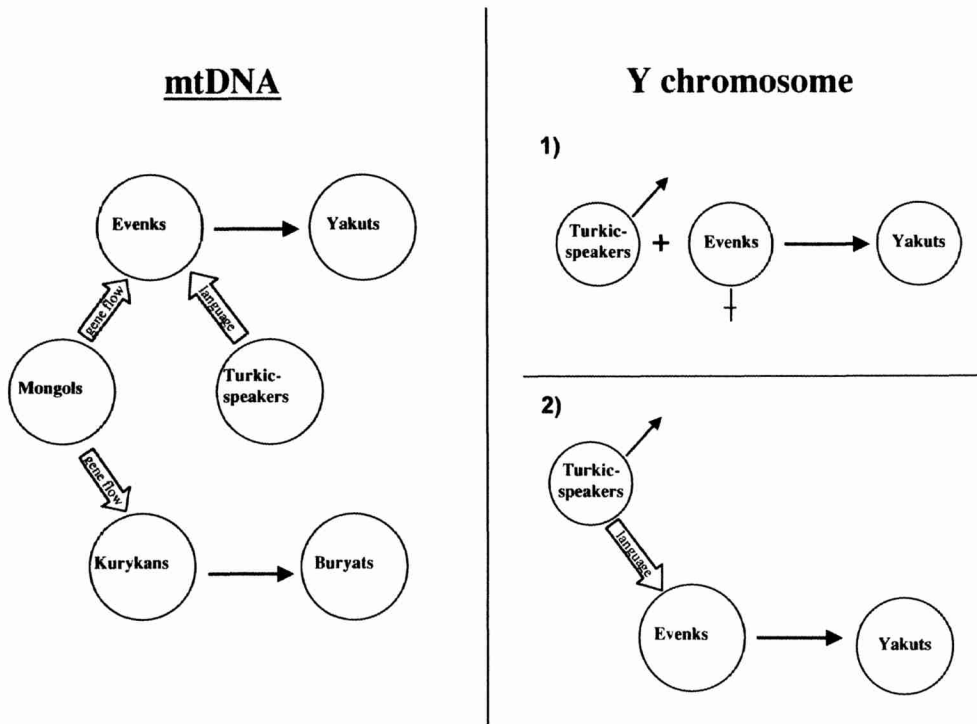 mtDNA
Evenks
Yakuts
gene flow
language
Mongols
Turkic-
speakers
gene flow
Kurykans
Buryats
Y chromosome
1)
Turkic-
speakers
+
Evenks
Yakuts
2)
Turkic-
speakers
language
Evenks
Yakuts